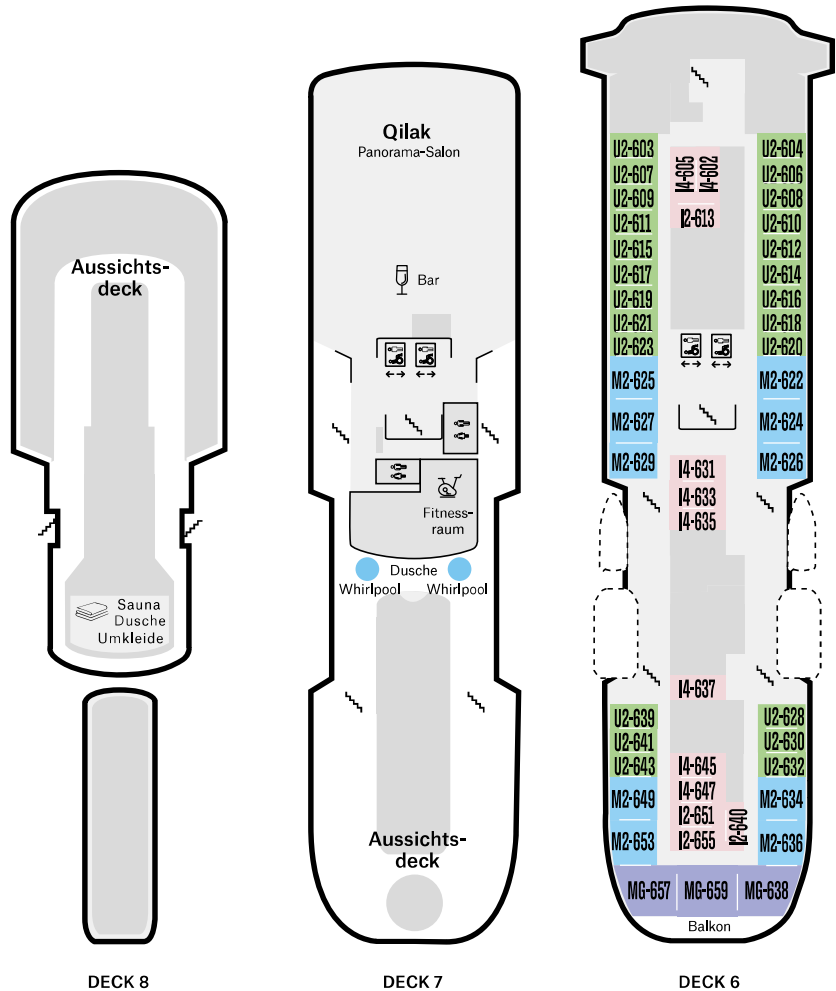 Aussichts-
deck
Sauna
Dusche
Umkleide
DECK 8
Qilak
Panorama-Salon
Bar
Fitness-
raum
Dusche
Whirlpool
Whirlpool
Aussichts-
deck
DECK 7
U2-603
U2-607
U2-609
U2-611
U2-615
U2-617
U2-619
U2-621
U2-623
M2-625
M2-627
M2-629
I4-605
I4-602
I2-613
U2-604
U2-606
U2-608
U2-610
U2-612
U2-614
U2-616
U2-618
U2-620
M2-622
M2-624
M2-626
I4-631
I4-633
I4-635
I4-637
U2-639
U2-641
U2-643
M2-649
M2-653
I4-645
I4-647
I2-651
I2-655
I2-640
U2-628
U2-630
U2-632
M2-634
M2-636
MG-657
MG-659
MG-638
Balkon
DECK 6